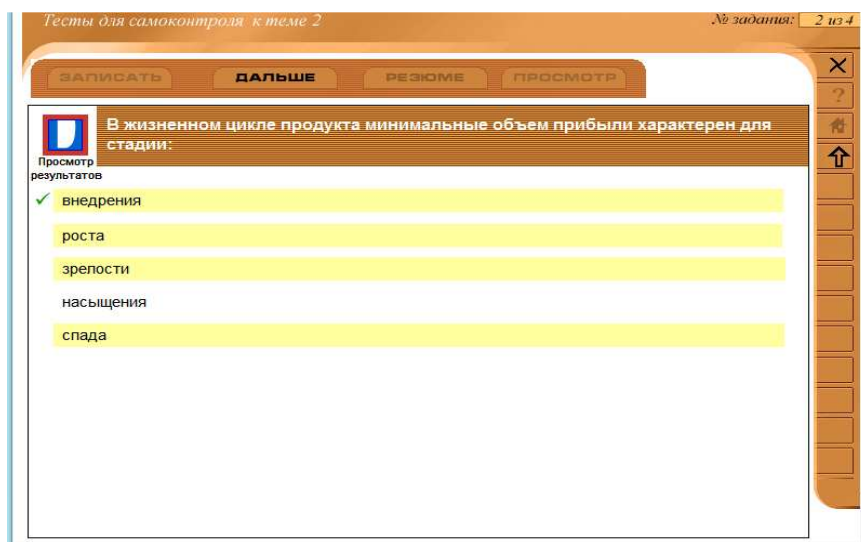 Тесты для самоконтроля к теме 2
№ задания: 2 из 4
ЗАПИСАТЬ ДАЛЬШЕ РЕЗЮМЕ ПРОСМОТР
?
В жизненном цикле продукта минимальные объем прибыли характерен для
стадии:
Просмотр
результатов
внедрения
роста
зрелости
насыщения
спада